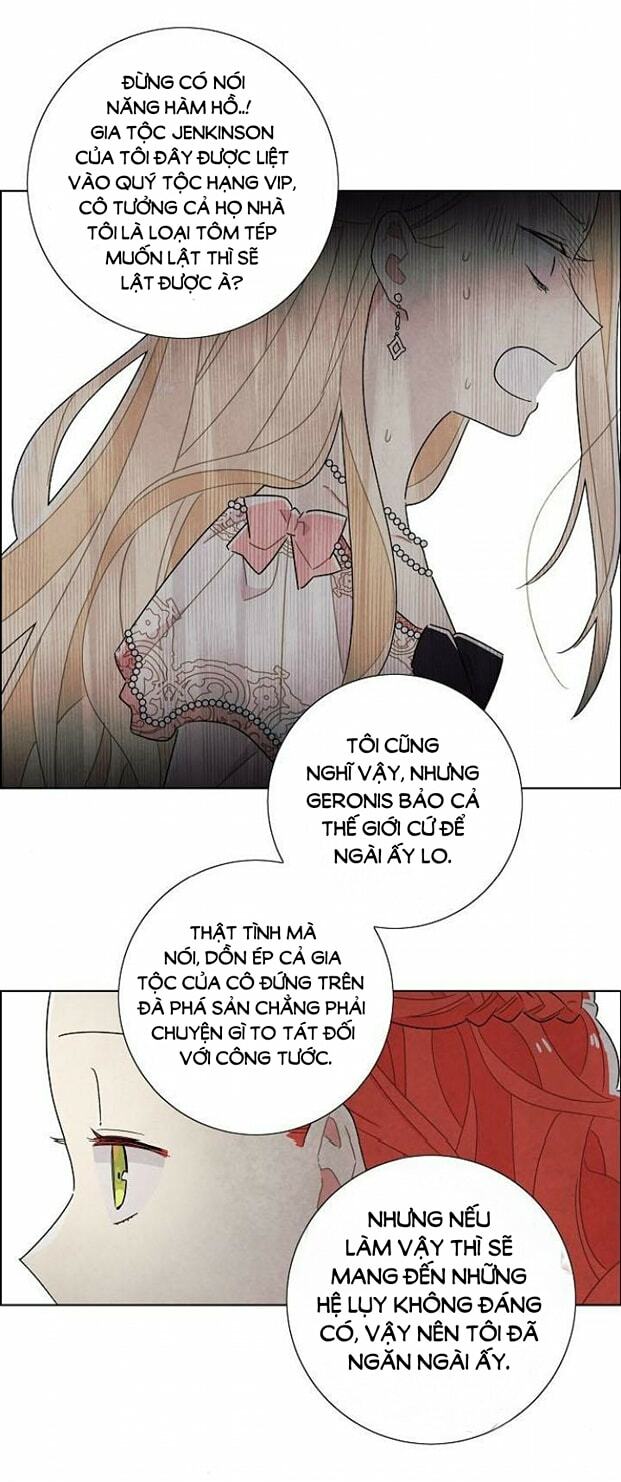 ĐỪNG CÓ NÓI
NĂNG HÀM HỒ..!
GIA TỘC JENKINSON
CỦA TÔI ĐÂY ĐƯỢC LIỆT
VÀO QUÝ TỘC HẠNG VIP,
CÔ TƯỞNG CẢ HỌ NHÀ
TÔI LÀ LOẠI TÔM TÉP
MUỐN LẬT THÌ SẼ
LẬT ĐƯỢC À?
TÔI CŨNG
NGHĨ VẬY, NHƯNG
GERONIS BẢO CẢ
THẾ GIỚI CỨ ĐỂ
NGÀI ẤY LO.
THẬT TÌNH MÀ
NÓI, DỒN ÉP CẢ GIA
TỘC CỦA CÔ ĐỨNG TRÊN
ĐÀ PHÁ SẢN CHẲNG PHẢI
CHUYỆN GÌ TO TÁT ĐỐI
VỚI CÔNG TƯỚC.
NHƯNG NẾU
LÀM VẬY THÌ SẼ
MANG ĐẾN NHỮNG
HỆ LỤY KHÔNG ĐÁNG
CÓ, VẬY NÊN TÔI ĐÃ
NGĂN NGÀI ẤY.